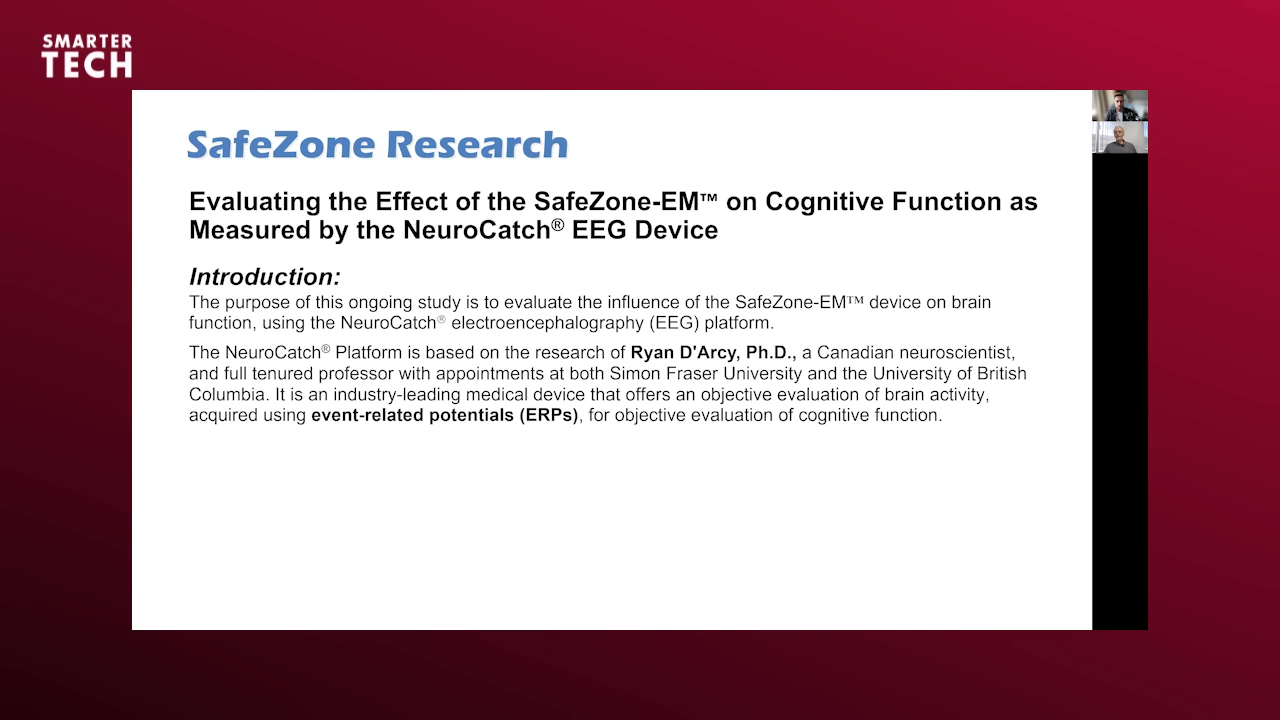 SMARTER
TECH
SafeZone Research
Evaluating the Effect of the SafeZone-EM™ on Cognitive Function as
Measured by the NeuroCatch® EEG Device
Introduction:
The purpose of this ongoing study is to evaluate the influence of the SafeZone-EM™ device on brain
function, using the NeuroCatch® electroencephalography (EEG) platform.
The NeuroCatch® Platform is based on the research of Ryan D'Arcy, Ph.D., a Canadian neuroscientist,
and full tenured professor with appointments at both Simon Fraser University and the University of British
Columbia. It is an industry-leading medical device that offers an objective evaluation of brain activity,
acquired using event-related potentials (ERPs), for objective evaluation of cognitive function.